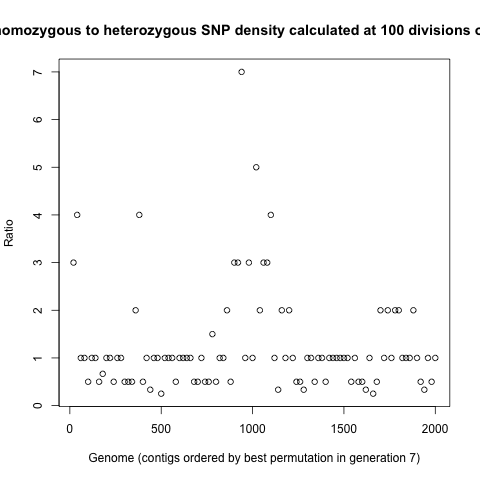 homozygous to heterozygous SNP density calculated at 100 divisions
Ratio
7
6
5
4
3
2
1
0
0 500 1000 1500 2000
Genome (contigs ordered by best permutation in generation 7)